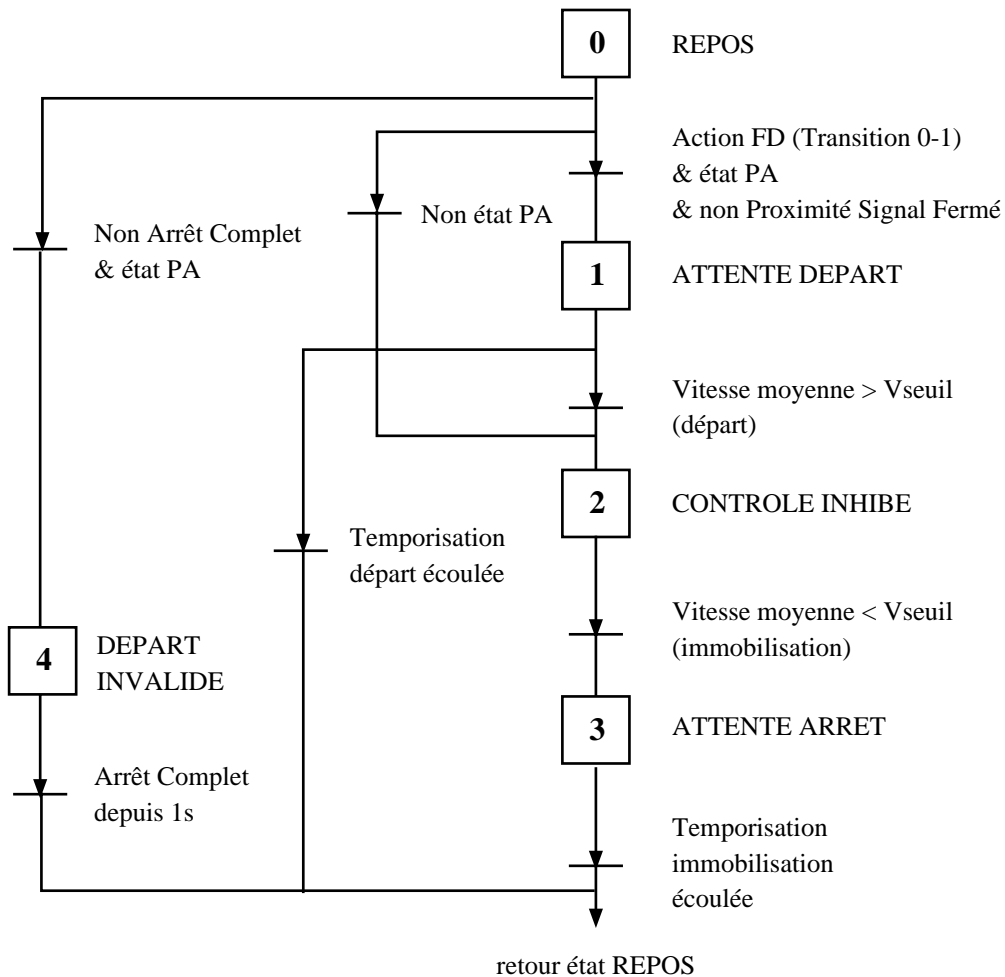 0
REPOS
Action FD (Transition 0-1)
& état PA
& non Proximité Signal Fermé
Non état PA
Non Arrêt Complet
& état PA
1
ATTENTE DEPART
Vitesse moyenne > Vseuil
(départ)
2
CONTROLE INHIBE
Temporisation
départ écoulée
Vitesse moyenne < Vseuil
(immobilisation)
4
DEPART
INVALIDE
3
ATTENTE ARRET
Arrêt Complet
depuis 1s
Temporisation
immobilisation
écoulée
retour état REPOS